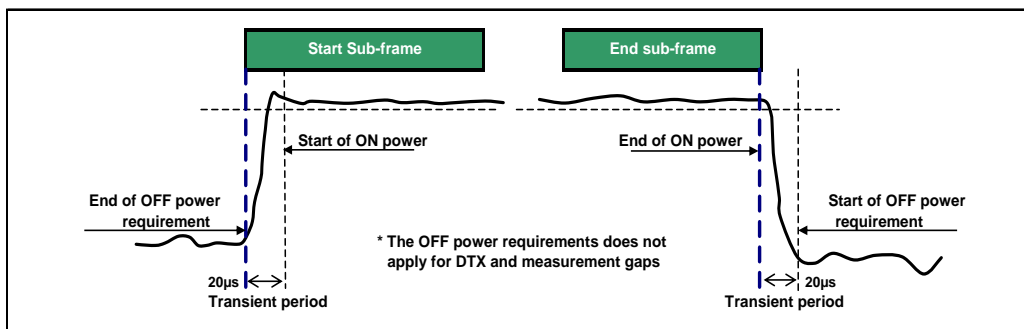 Start Sub-frame
End sub-frame
Start of ON power
End of ON power
End of OFF power
requirement
Start of OFF power
requirement
* The OFF power requirements does not
apply for DTX and measurement gaps
20µs
Transient period
20µs
Transient period